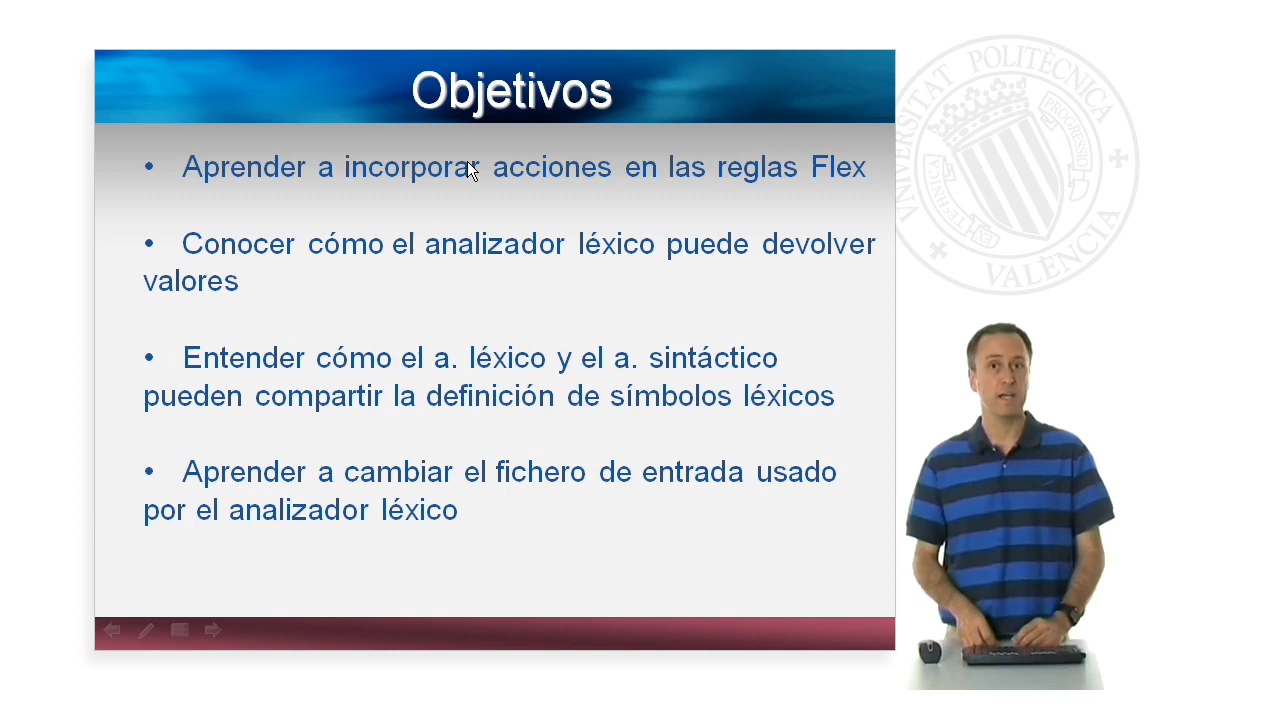 Objetivos
• Aprender a incorporar acciones en las reglas Flex
• Conocer cómo el analizador léxico puede devolver
valores
• Entender cómo el a. léxico y el a. sintáctico
pueden compartir la definición de símbolos léxicos
• Aprender a cambiar el fichero de entrada usado
por el analizador léxico
VNIVERSITAT POLITÈCNICA
VALÈNCIA